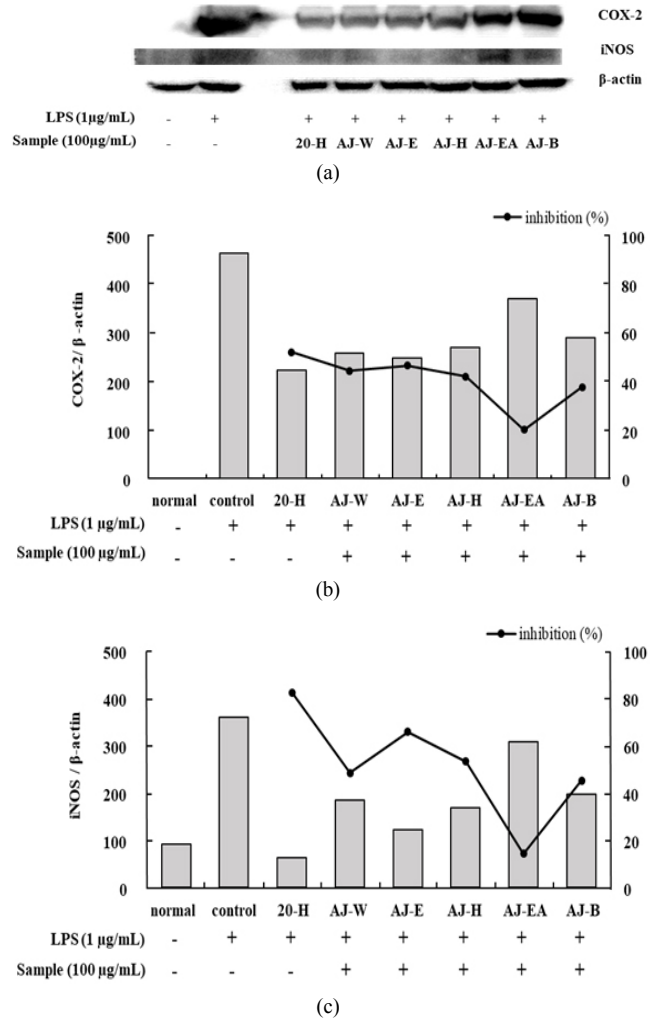 COX-2
iNOS
β-actin
LPS (1µg/mL) - + + + + + + +
Sample (100µg/mL) - - 20-H AJ-W AJ-E AJ-H AJ-EA AJ-B
(a)
inhibition (%)
COX-2/ β -actin
500 100
400 80
300 60
200 40
100 20
0 0
normal control 20-H AJ-W AJ-E AJ-H AJ-EA AJ-B
LPS (1 µg/mL) - + + + + + + +
Sample (100 µg/mL) - - - + + + + +
(b)
inhibition (%)
iNOS / β-actin
500 100
400 80
300 60
200 40
100 20
0 0
normal control 20-H AJ-W AJ-E AJ-H AJ-EA AJ-B
LPS (1 µg/mL) - + + + + + + +
Sample (100 µg/mL) - - - + + + + +
(c)